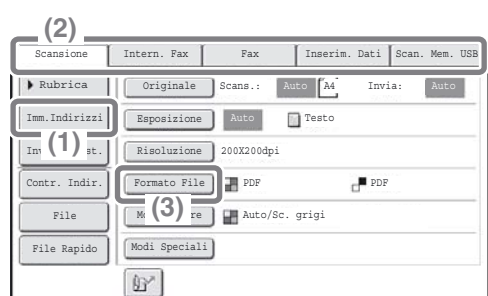 (2)
Scansione Intern. Fax Fax Inserim. Dati Scan. Mem. USB
Rubrica Originale Scans.: Auto A4 Invia: Auto
Imm.Indirizzi Esposizione Auto Testo
(1)
Risoluzione 200X200dpi
Contr. Indir. Formato File PDF PDF
(3)
File Auto/Sc. grigi
File Rapido Modi Speciali